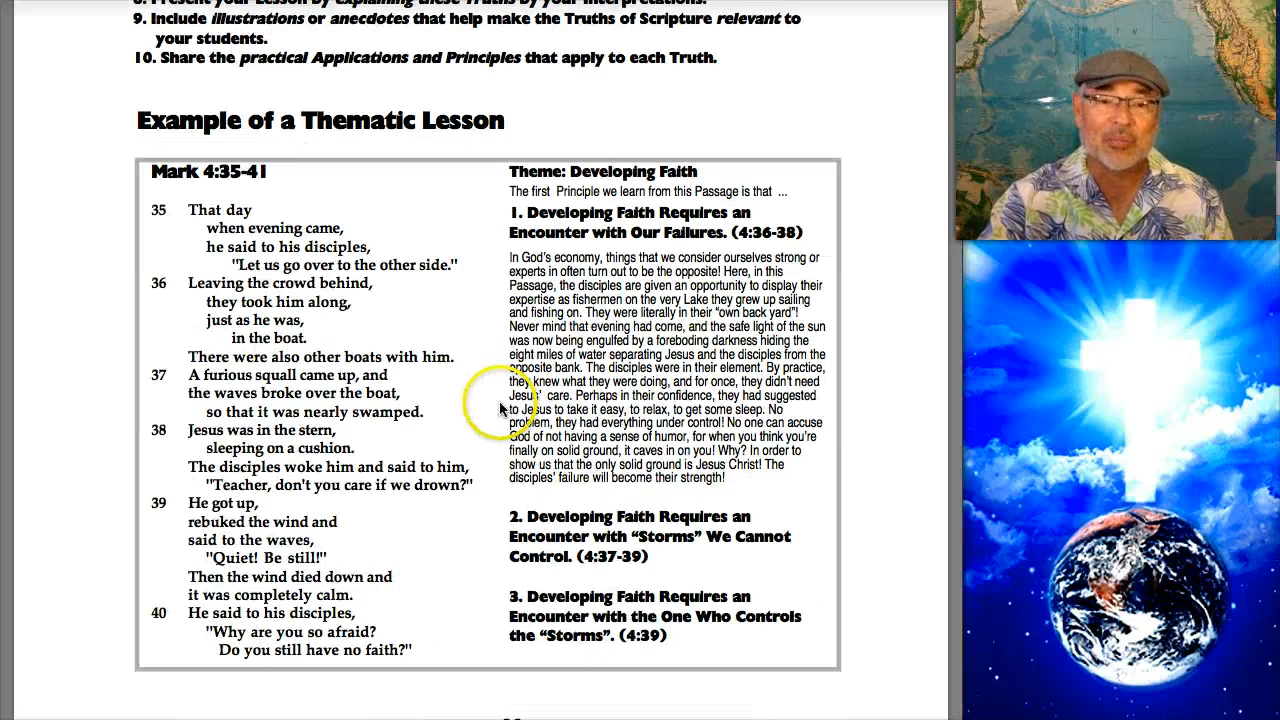 8. Present your Lesson by explaining these Truths by your interpretations.
9. Include illustrations or anecdotes that help make the Truths of Scripture relevant to
your students.
10. Share the practical Applications and Principles that apply to each Truth.
Example of a Thematic Lesson
Mark 4:35-41
35 That day
when evening came,
he said to his disciples,
"Let us go over to the other side."
36 Leaving the crowd behind,
they took him along,
just as he was,
in the boat.
There were also other boats with him.
37 A furious squall came up, and
the waves broke over the boat,
so that it was nearly swamped.
38 Jesus was in the stern,
sleeping on a cushion.
The disciples woke him and said to him,
"Teacher, don't you care if we drown?"
39 He got up,
rebuked the wind and
said to the waves,
"Quiet! Be still!"
Then the wind died down and
it was completely calm.
40 He said to his disciples,
"Why are you so afraid?
Do you still have no faith?"
Theme: Developing Faith
The first Principle we learn from this Passage is that ...
1. Developing Faith Requires an
Encounter with Our Failures. (4:36-38)
In God's economy, things that we consider ourselves strong or
experts in often turn out to be the opposite! Here, in this
Passage, the disciples are given an opportunity to display their
expertise as fishermen on the very Lake they grew up sailing
and fishing on. They were literally in their "own back yard"!
Never mind that evening had come, and the safe light of the sun
was now being engulfed by a foreboding darkness hiding the
eight miles of water separating Jesus and the disciples from the
opposite bank. The disciples were in their element. By practice,
they knew what they were doing, and for once, they didn't need
Jesus' care. Perhaps in their confidence, they had suggested
to Jesus to take it easy, to relax, to get some sleep. No
problem, they had everything under control! No one can accuse
God of not having a sense of humor, for when you think you're
finally on solid ground, it caves in on you! Why? In order to
show us that the only solid ground is Jesus Christ! The
disciples' failure will become their strength!
2. Developing Faith Requires an
Encounter with “Storms” We Cannot
Control. (4:37-39)
3. Developing Faith Requires an
Encounter with the One Who Controls
the “Storms”. (4:39)